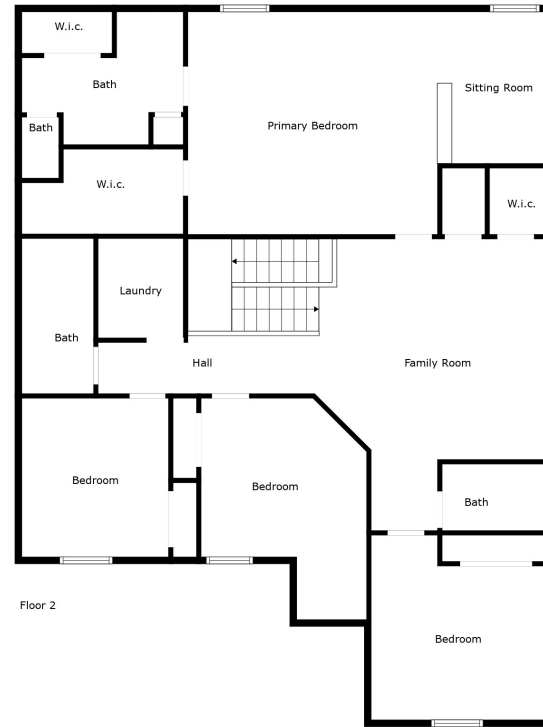 W.i.c.
Bath
Sitting Room
Bath
Primary Bedroom
W.i.c.
W.i.c.
Laundry
Bath
Hall
Family Room
Bedroom
Bedroom
Bath
Floor 2
Bedroom